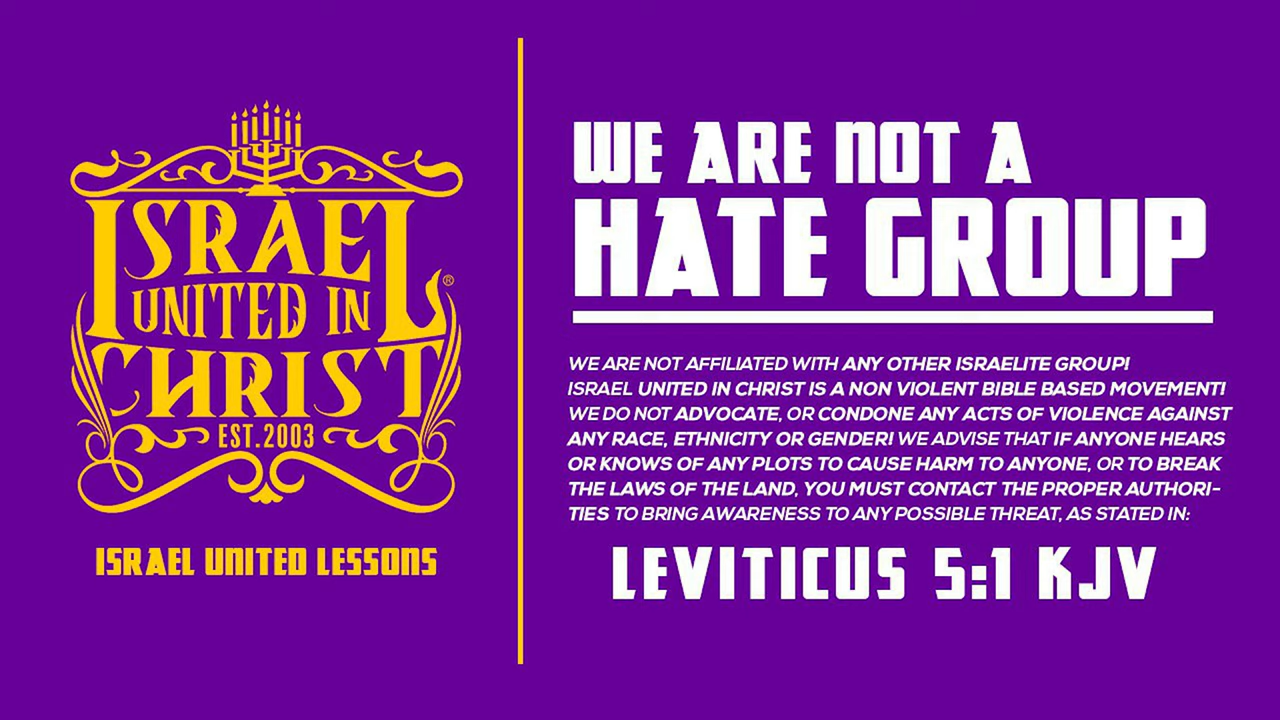 ISRAEL
UNITED IN
CHRIST
®
EST.2003
ISRAEL UNITED LESSONS
WE ARE NOT A
HATE GROUP
WE ARE NOT AFFILIATED WITH ANY OTHER ISRAELITE GROUP!
ISRAEL UNITED IN CHRIST IS A NON VIOLENT BIBLE BASED MOVEMENT!
WE DO NOT ADVOCATE, OR CONDONE ANY ACTS OF VIOLENCE AGAINST
ANY RACE, ETHNICITY OR GENDER! WE ADVISE THAT IF ANYONE HEARS
OR KNOWS OF ANY PLOTS TO CAUSE HARM TO ANYONE, OR TO BREAK
THE LAWS OF THE LAND, YOU MUST CONTACT THE PROPER AUTHORI-
TIES TO BRING AWARENESS TO ANY POSSIBLE THREAT, AS STATED IN:
LEVITICUS 5:1 KJV